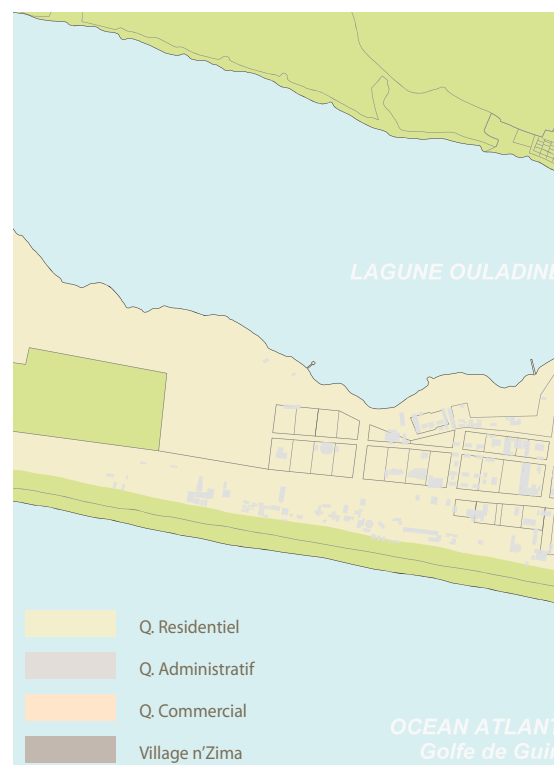 LAGUNE OULADINE
Q. Residentiel
Q. Administratif
Q. Commercial
OCEAN ATLANT
Golfe de Gui
Village n'Zima